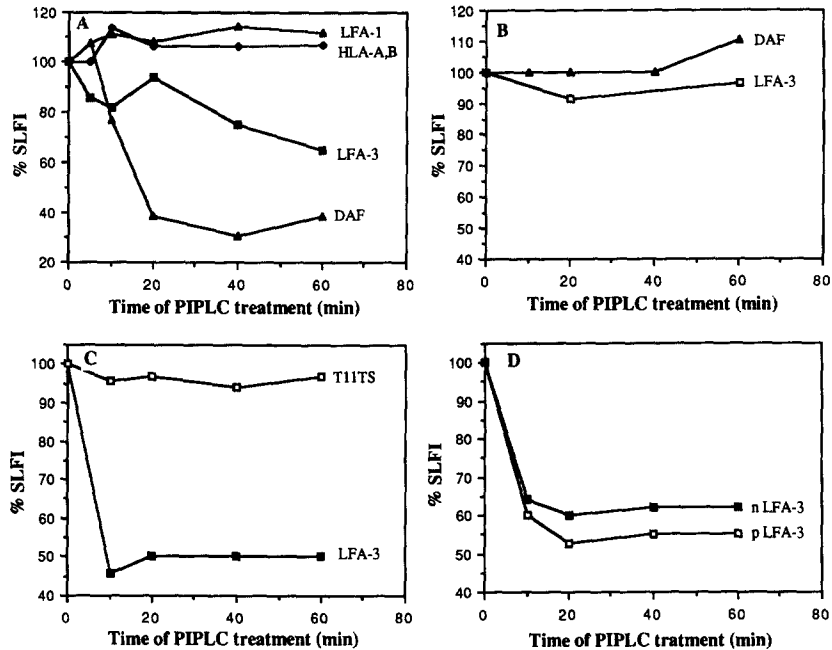 A
% SLFI
120
100
80
60
40
20
LFA-1
HLA-A,B
LFA-3
DAF
0 20 40 60 80
Time of PIPLC treatment (min)
B
% SLFI
120
110
100
90
80
70
60
50
40
DAF
LFA-3
0 20 40 60 80
Time of PIPLC treatment (min)
C
% SLFI
100
90
80
70
60
50
40
T11TS
LFA-3
0 20 40 60 80
Time of PIPLC treatment (min)
D
% SLFI
100
90
80
70
60
50
40
n LFA-3
p LFA-3
0 20 40 60 80
Time of PIPLC tratment (min)